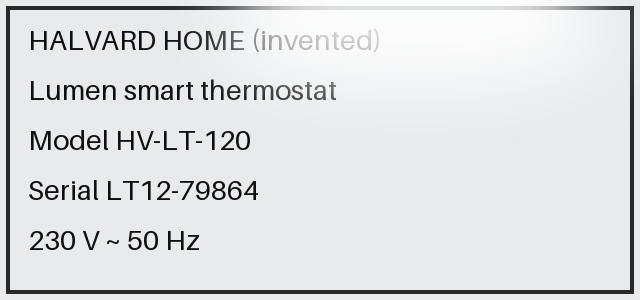 HALVARD HOME (invented)
Lumen smart thermostat
Model HV-LT-120
Serial LT12-79864
230 V ~ 50 Hz